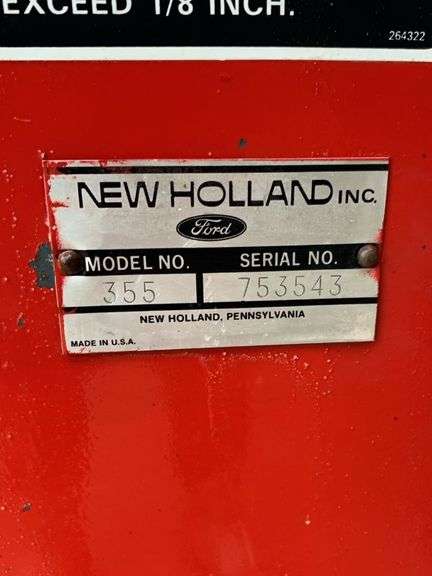 EXCEED 1/8 INCH.
264322
NEW HOLLAND INC.
Ford
MODEL NO. SERIAL NO.
355 753543
NEW HOLLAND, PENNSYLVANIA
MADE IN U.S.A.